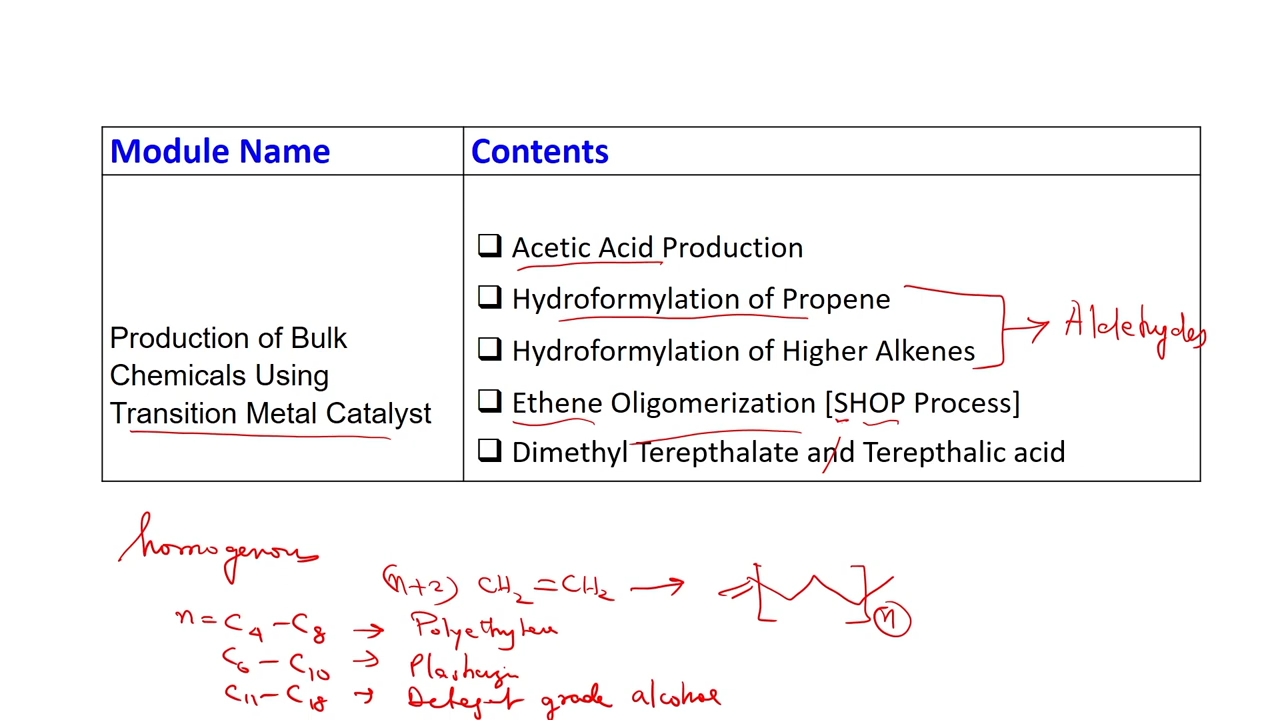 Module Name
Contents
Production of Bulk
Chemicals Using
Transition Metal Catalyst
❑ Acetic Acid Production
❑ Hydroformylation of Propene
❑ Hydroformylation of Higher Alkenes
❑ Ethene Oligomerization [SHOP Process]
❑ Dimethyl Terepthalate and Terepthalic acid
Aldehydes
homogenous
(n+2) CH₂=CH₂ →
n
n = C₄ - C₈ → Polyethylene
C₆ - C₁₀ →
C₁₁ - C₁₈ → grade alcohol